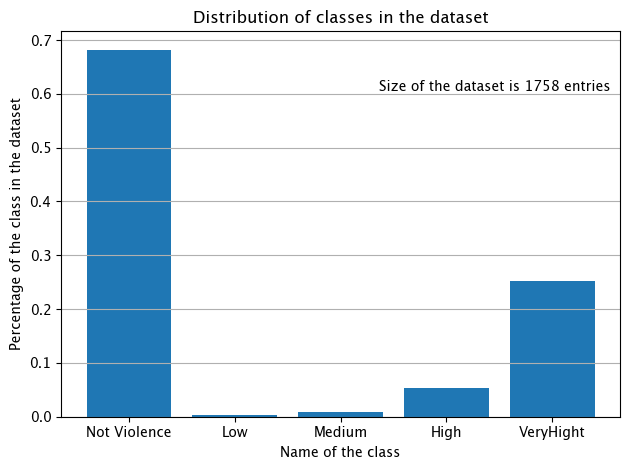 Distribution of classes in the dataset
Size of the dataset is 1758 entries
Percentage of the class in the dataset
0.7
0.6
0.5
0.4
0.3
0.2
0.1
0.0
Not Violence Low Medium High VeryHight
Name of the class